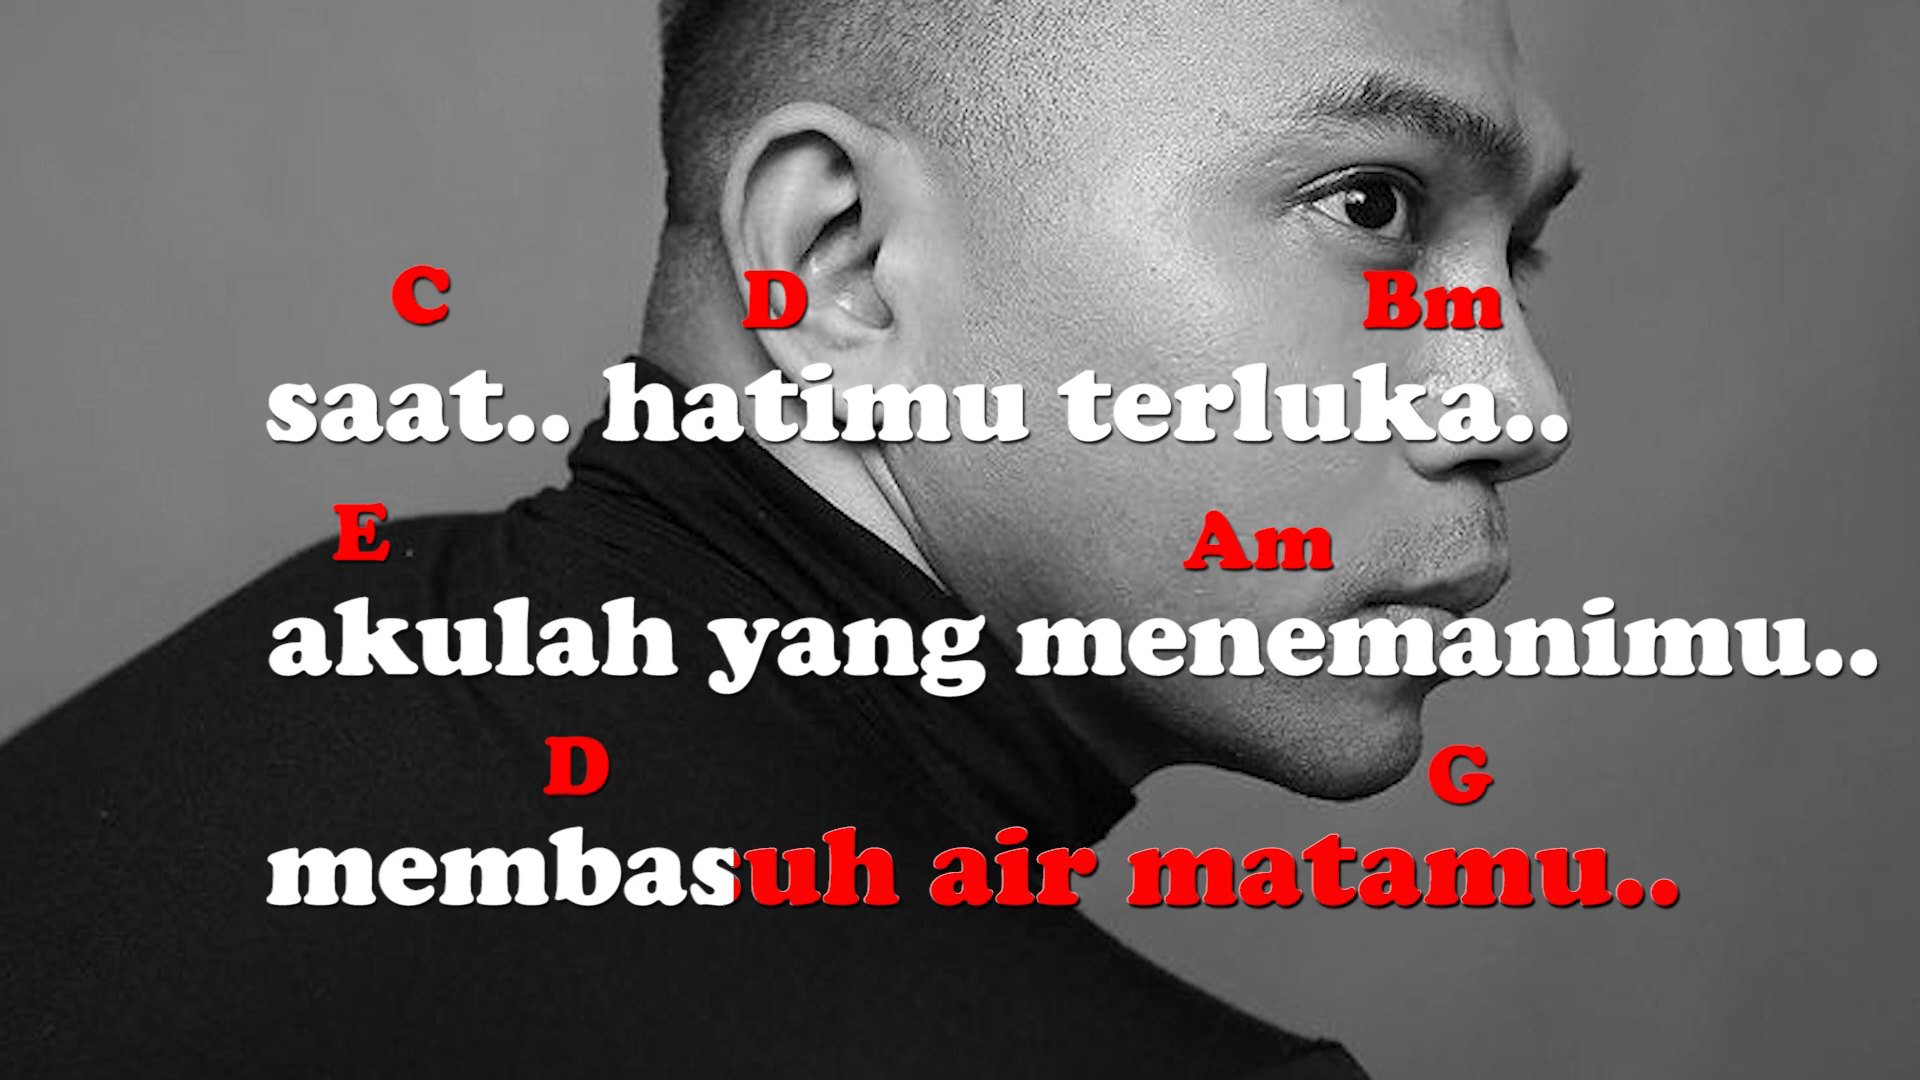 C D Bm
saat.. hatimu terluka..
E Am
akulah yang menemanimu..
D G
membasuh air matamu..